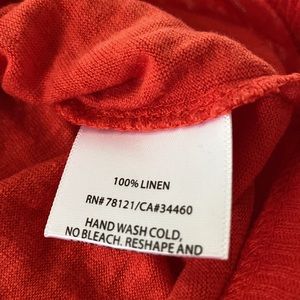 100% LINEN
RN# 78121/CA#34460
HAND WASH COLD,
NO BLEACH. RESHAPE AND